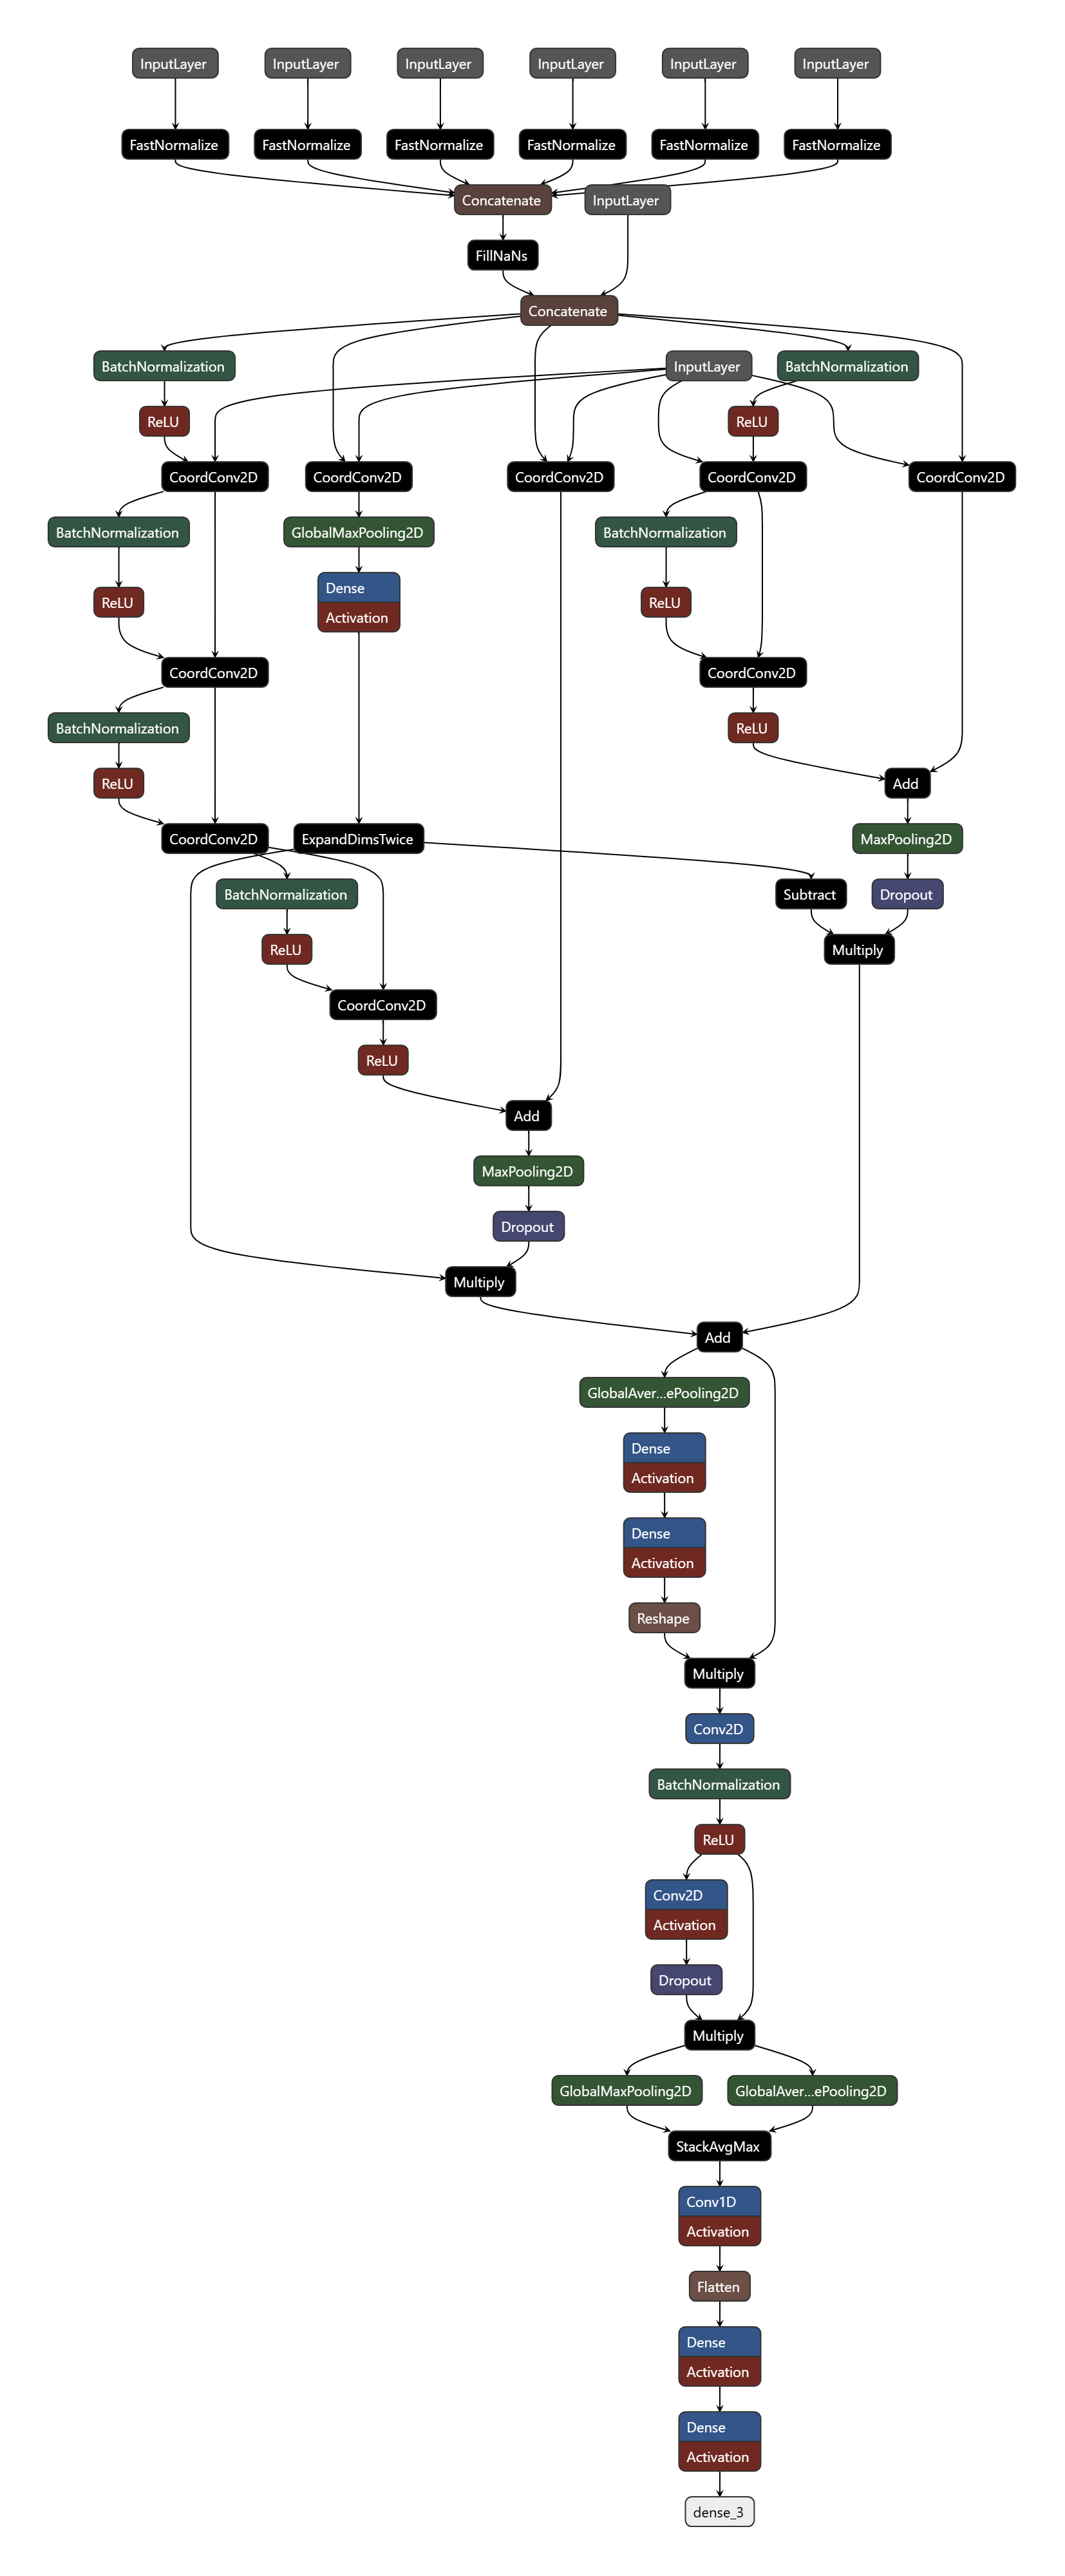 InputLayer InputLayer InputLayer InputLayer InputLayer InputLayer
FastNormalize FastNormalize FastNormalize FastNormalize FastNormalize FastNormalize
Concatenate InputLayer
FillNaNs
Concatenate
BatchNormalization InputLayer BatchNormalization
ReLU ReLU
CoordConv2D CoordConv2D CoordConv2D CoordConv2D CoordConv2D
BatchNormalization GlobalMaxPooling2D BatchNormalization
Dense
ReLU ReLU
Activation
CoordConv2D CoordConv2D
BatchNormalization ReLU
ReLU Add
CoordConv2D ExpandDimsTwice MaxPooling2D
BatchNormalization Subtract Dropout
ReLU Multiply
CoordConv2D
ReLU
Add
MaxPooling2D
Dropout
Multiply
Add
GlobalAver...ePooling2D
Dense
Activation
Dense
Activation
Reshape
Multiply
Conv2D
BatchNormalization
ReLU
Conv2D
Activation
Dropout
Multiply
GlobalMaxPooling2D GlobalAver...ePooling2D
StackAvgMax
Conv1D
Activation
Flatten
Dense
Activation
Dense
Activation
dense_3